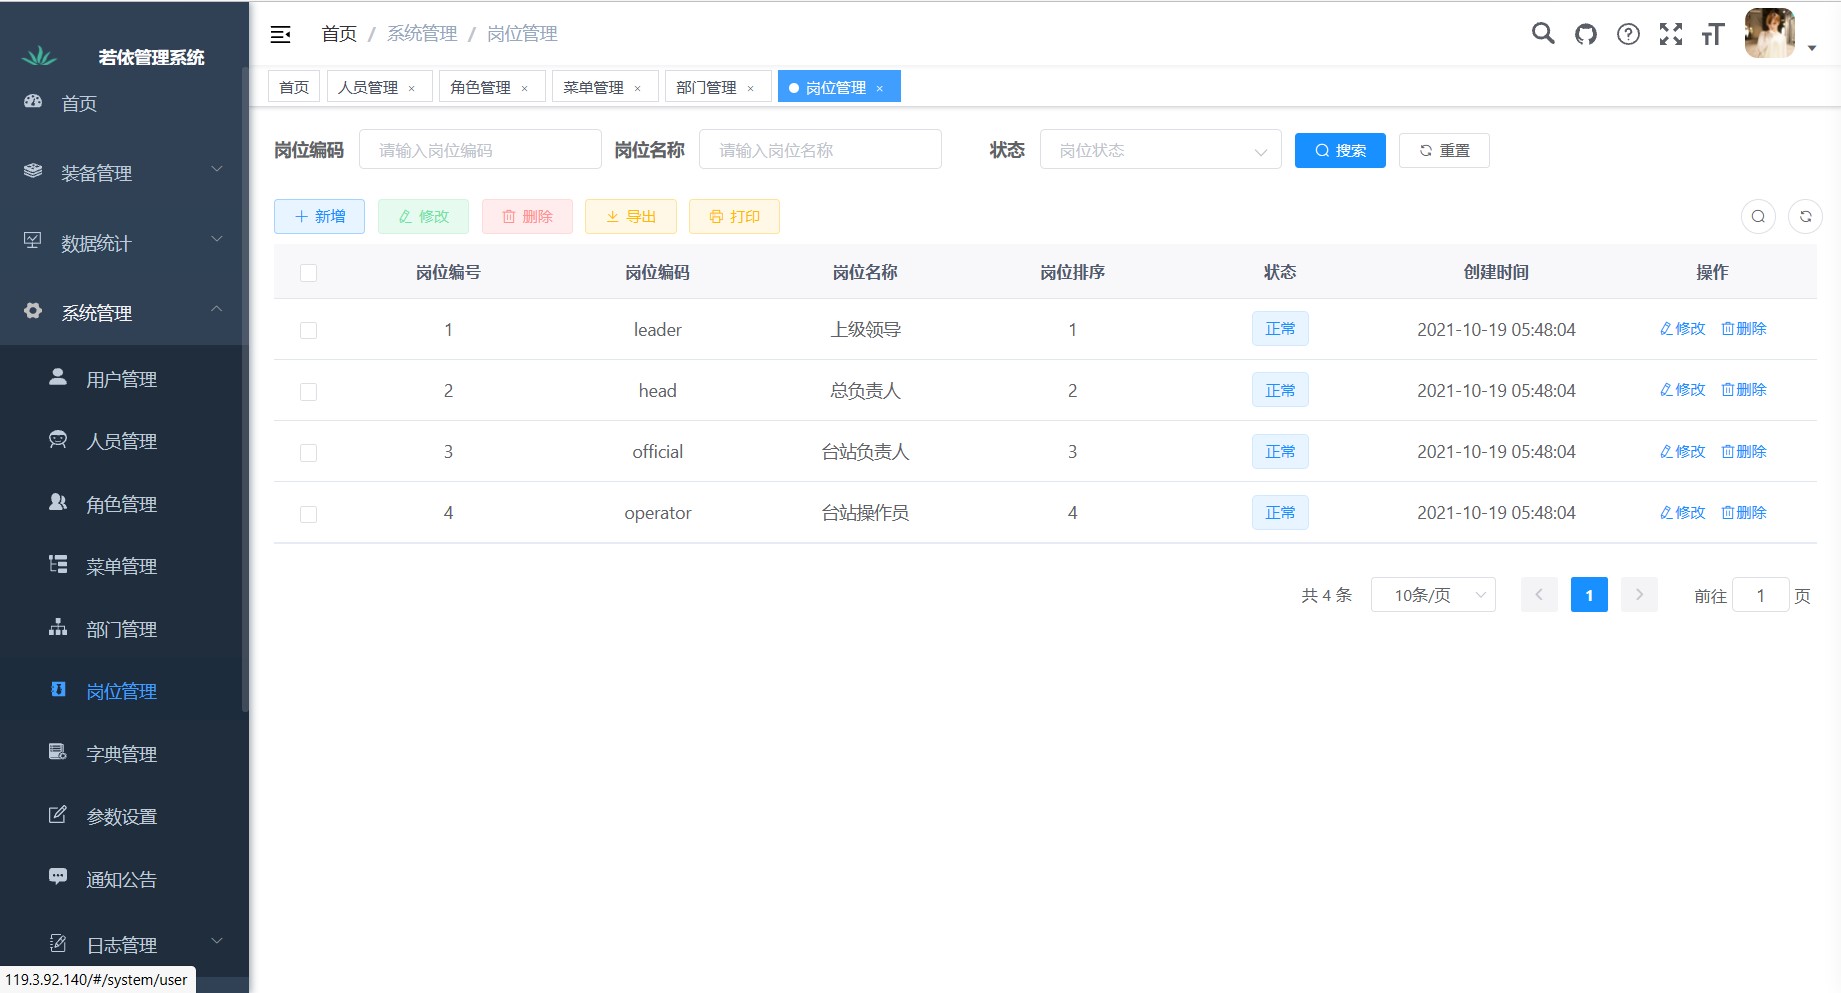 若依管理系统
首页
装备管理
数据统计
系统管理
用户管理
人员管理
角色管理
菜单管理
部门管理
岗位管理
字典管理
参数设置
通知公告
日志管理
119.3.92.140/#/system/user
首页 / 系统管理 / 岗位管理
首页 人员管理 × 角色管理 × 菜单管理 × 部门管理 × 岗位管理 ×
岗位编码 请输入岗位编码 岗位名称 请输入岗位名称 状态 岗位状态 搜索 重置
新增 修改 删除 导出 打印
岗位编号 岗位编码 岗位名称 岗位排序 状态 创建时间 操作
1 leader 上级领导 1 正常 2021-10-19 05:48:04 修改 删除
2 head 总负责人 2 正常 2021-10-19 05:48:04 修改 删除
3 official 台站负责人 3 正常 2021-10-19 05:48:04 修改 删除
4 operator 台站操作员 4 正常 2021-10-19 05:48:04 修改 删除
共 4 条 10条/页 1 前往 1 页